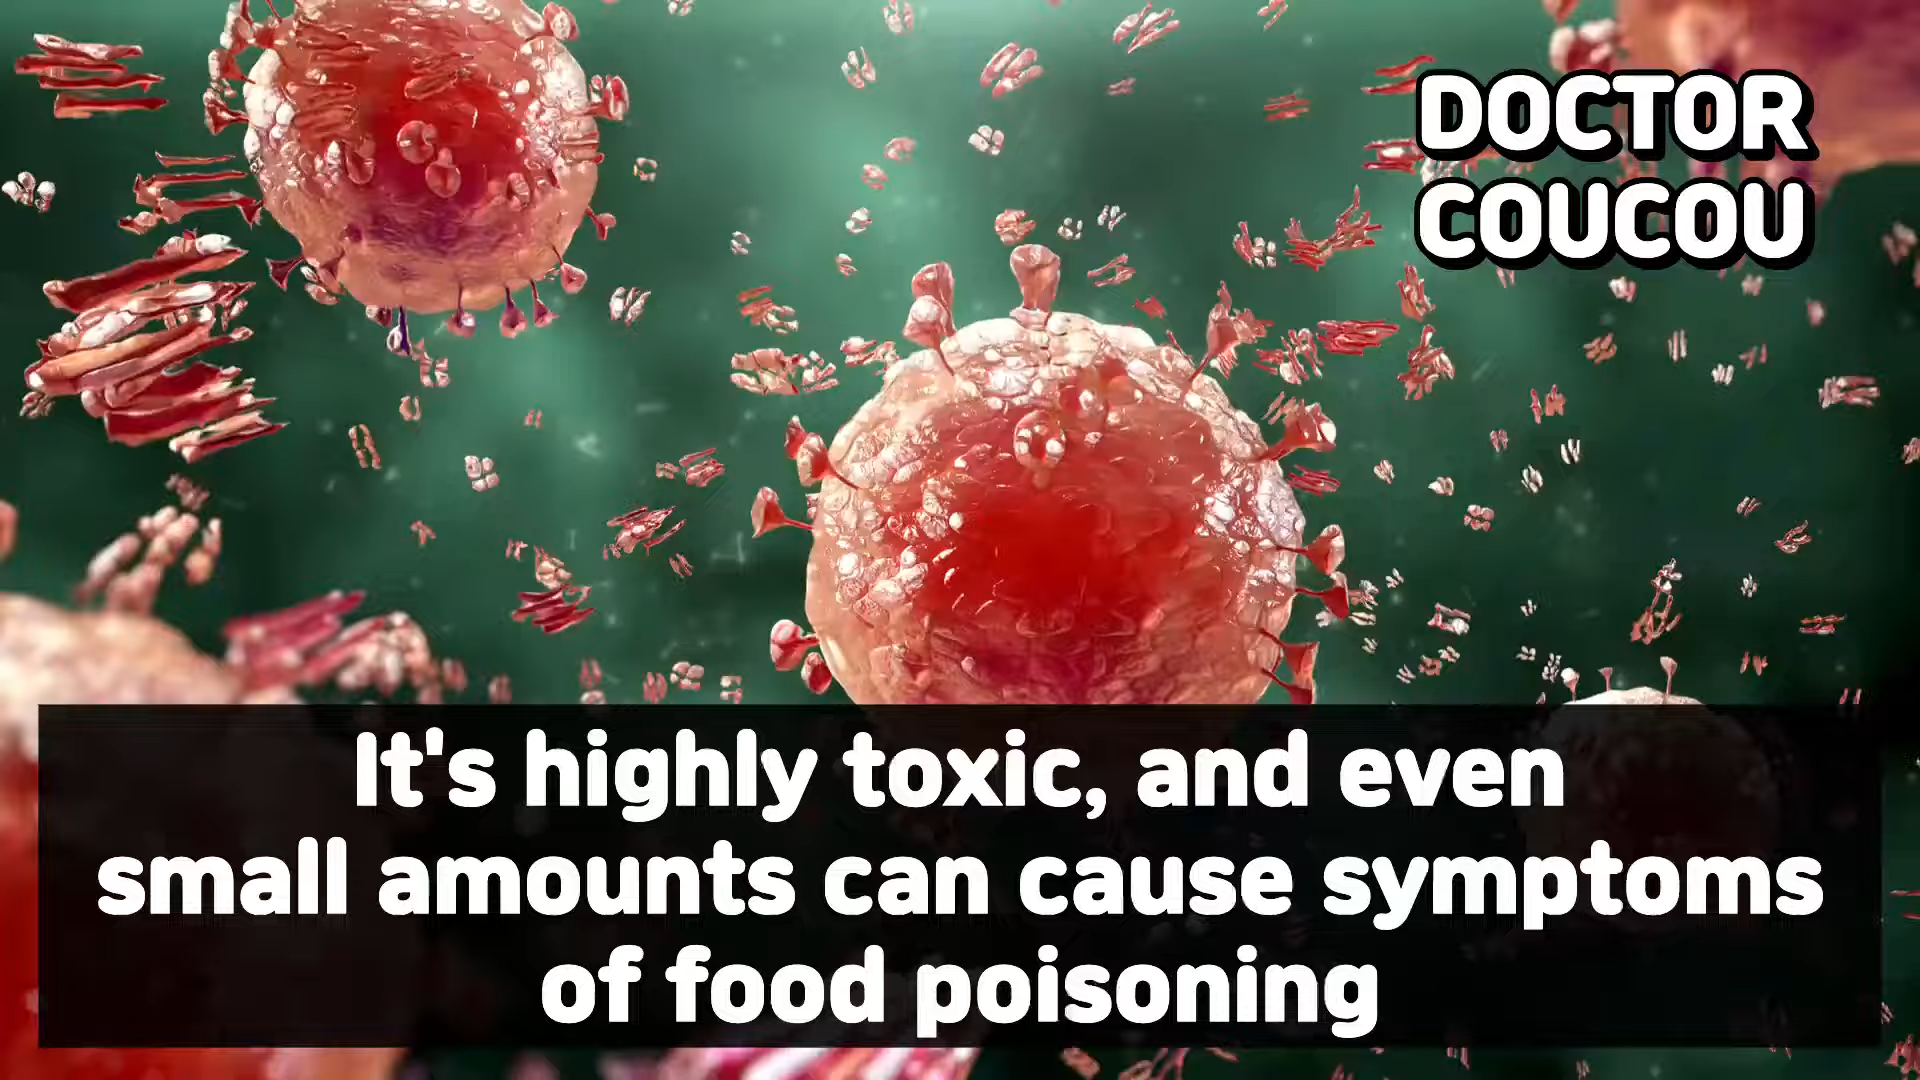 DOCTOR
COUCOU
It's highly toxic, and even
small amounts can cause symptoms
of food poisoning